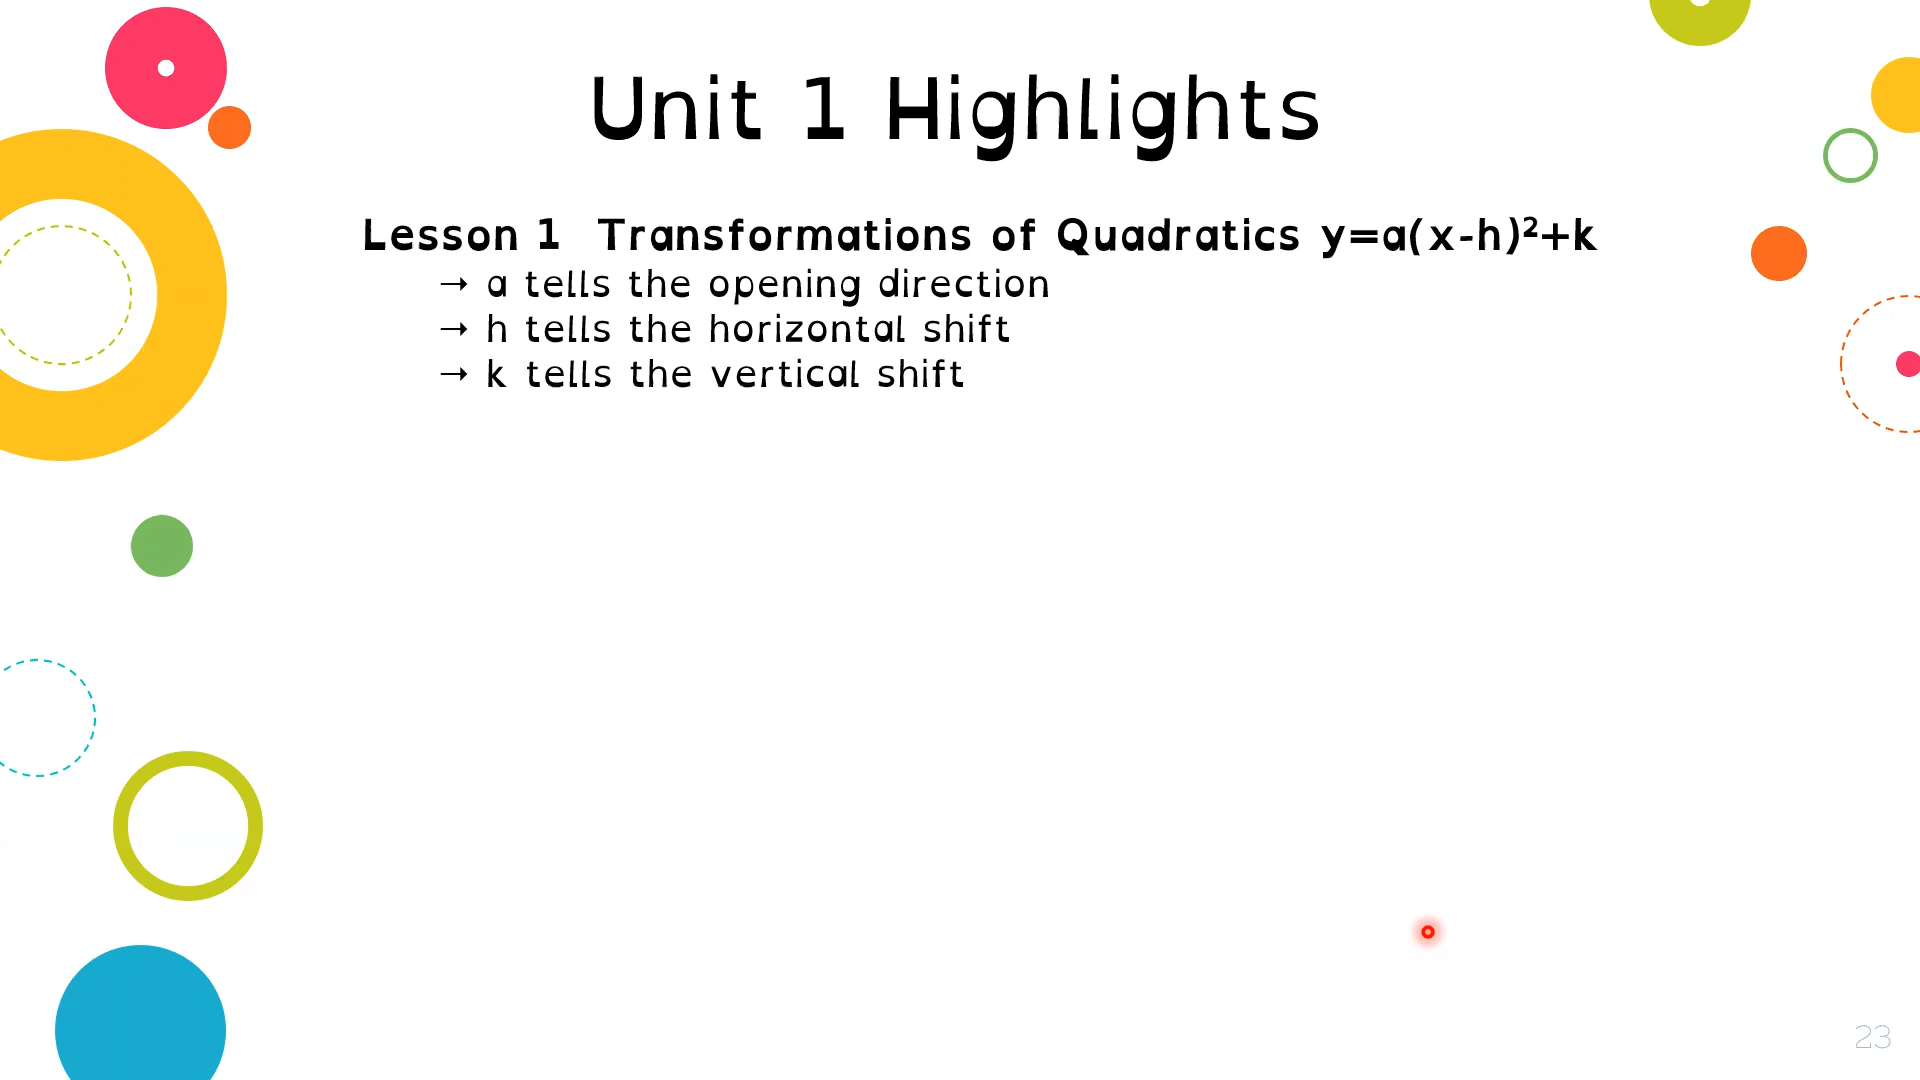 Unit 1 Highlights
Lesson 1  Transformations of Quadratics y=a(x-h)²+k
→ a tells the opening direction
→ h tells the horizontal shift
→ k tells the vertical shift
23